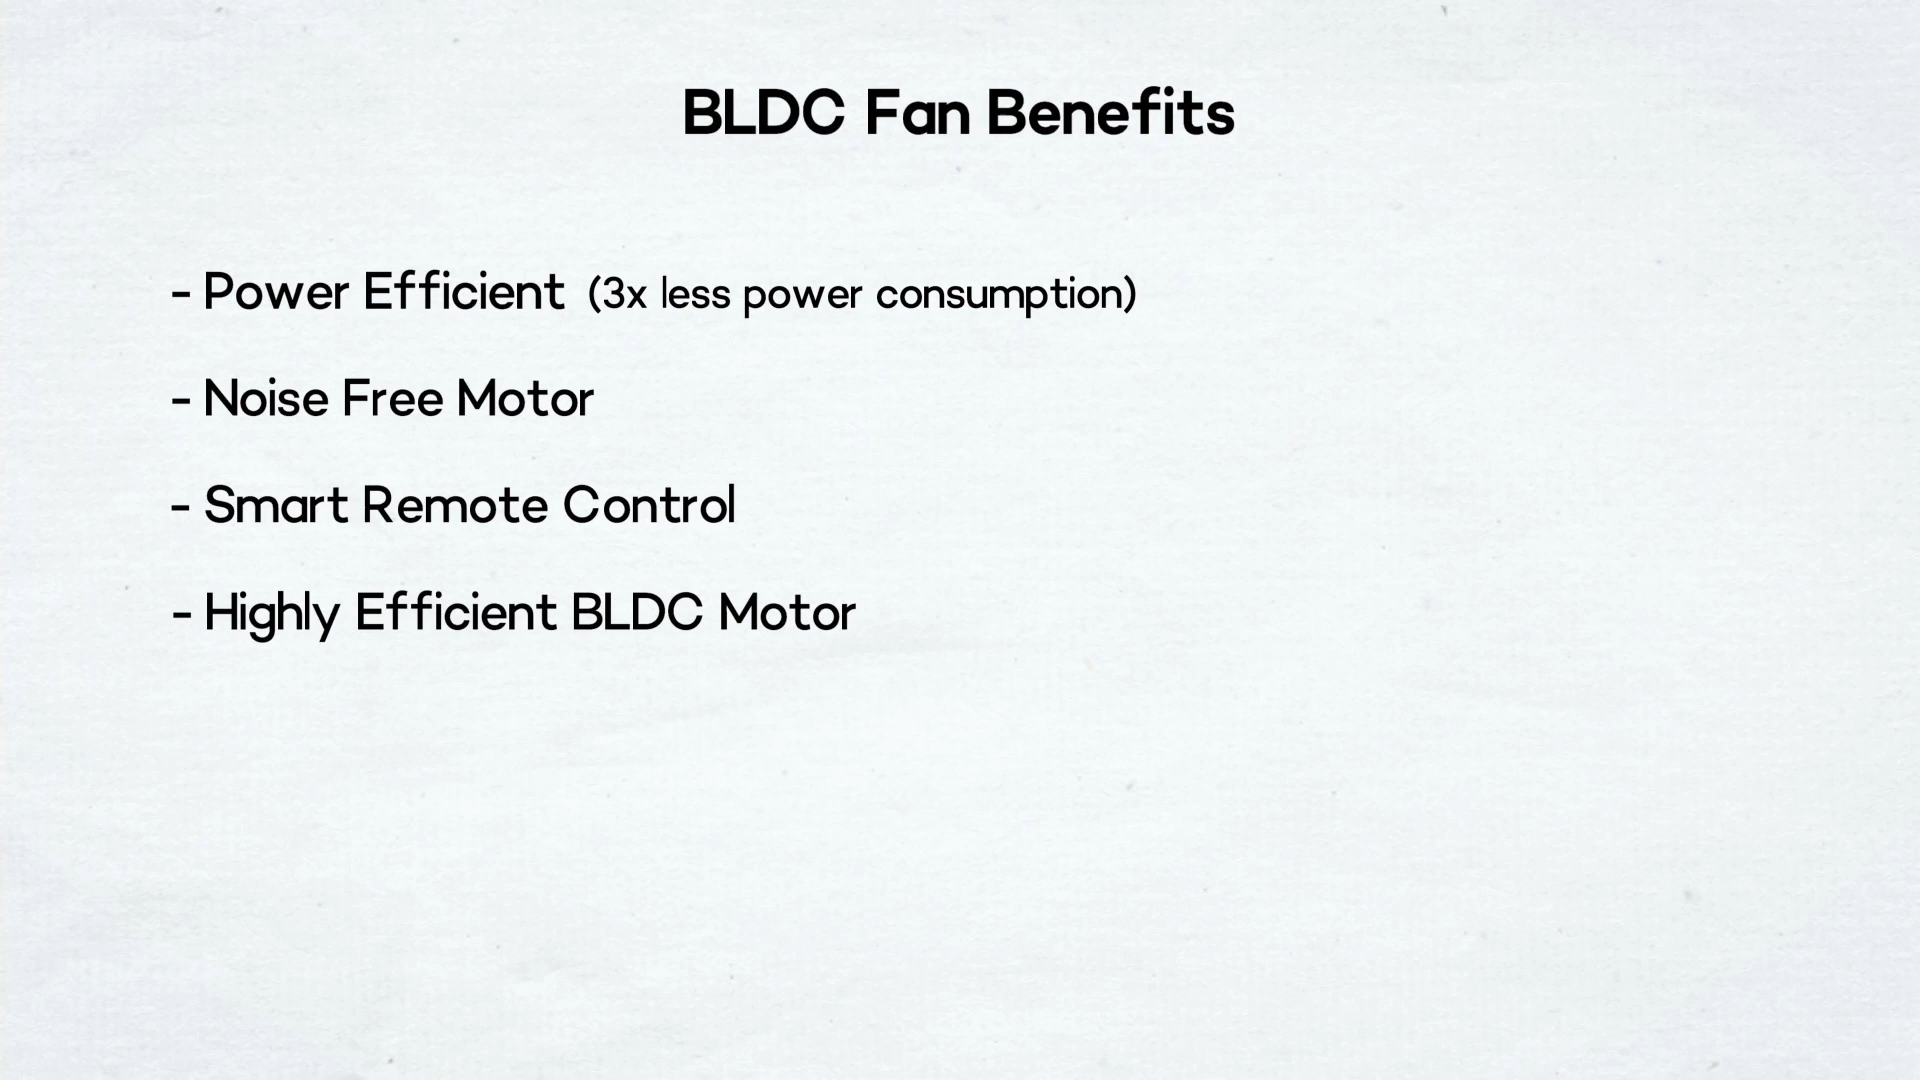 BLDC Fan Benefits
- Power Efficient (3x less power consumption)
- Noise Free Motor
- Smart Remote Control
- Highly Efficient BLDC Motor